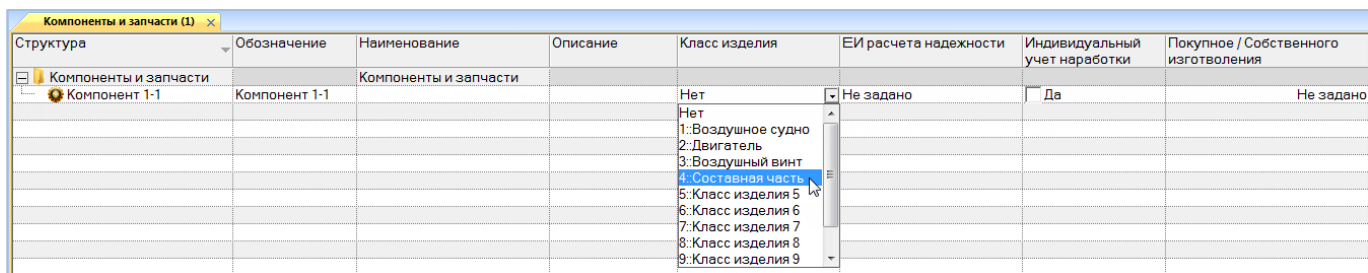 Компоненты и запчасти (1) ×
Структура Обозначение Наименование Описание Класс изделия ЕИ расчета надежности Индивидуальный учет наработки Покупное / Собственного изготволения
Компоненты и запчасти Компоненты и запчасти
Компонент 1-1 Компонент 1-1 Нет Не задано Да Не задано
Нет
1::Воздушное судно
2::Двигатель
3::Воздушный винт
4::Составная часть
5::Класс изделия 5
6::Класс изделия 6
7::Класс изделия 7
8::Класс изделия 8
9::Класс изделия 9